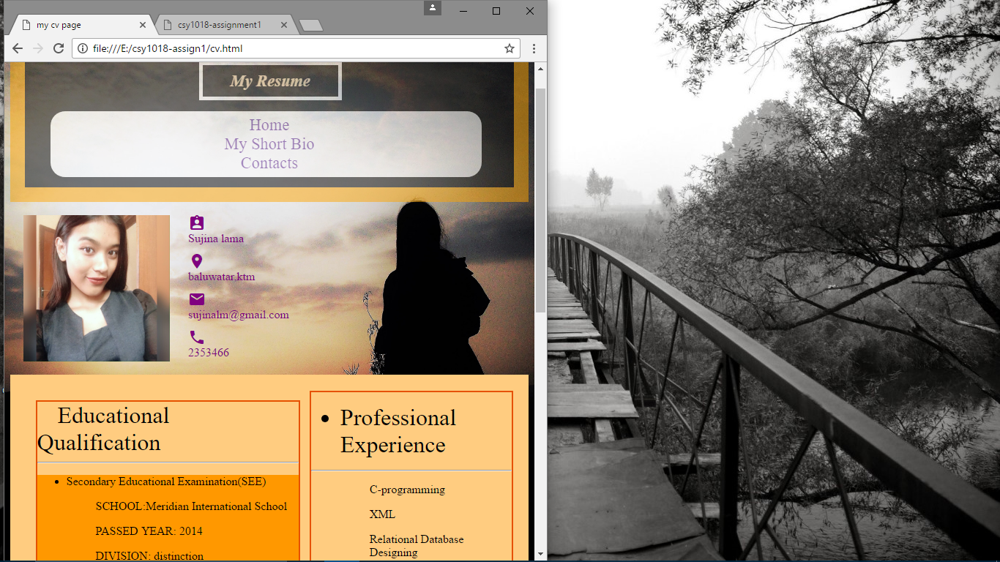 my cv page
csy1018-assignment1
file:///E:/csy1018-assign1/cv.html
My Resume
Home
My Short Bio
Contacts
Sujina lama
baluwatar,ktm
sujinalm@gmail.com
2353466
Educational
Qualification
Secondary Educational Examination(SEE)
SCHOOL:Meridian International School
PASSED YEAR: 2014
DIVISION: distinction
Professional
Experience
C-programming
XML
Relational Database
Designing